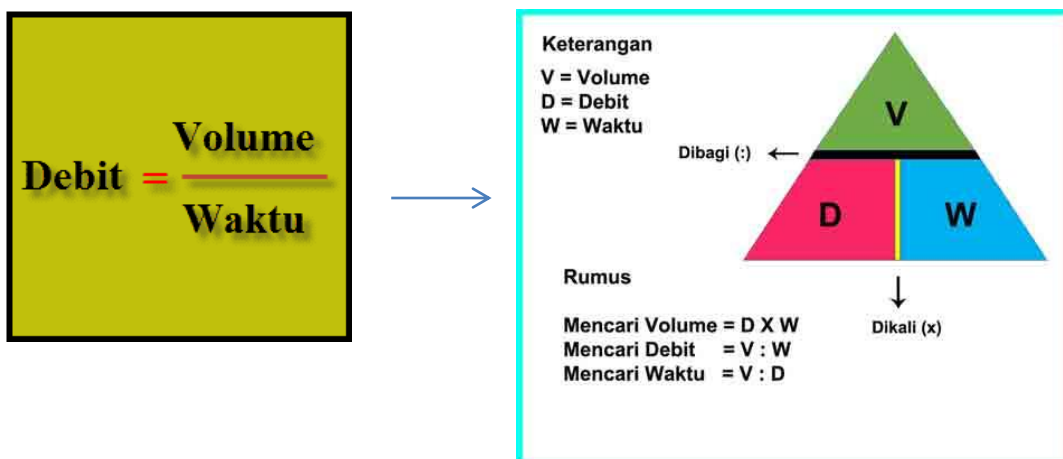 Debit = Volume
Waktu
Keterangan
V = Volume
D = Debit
W = Waktu
V
Dibagi (:)
D
W
Rumus
Mencari Volume = D X W
Mencari Debit = V : W
Mencari Waktu = V : D
Dikali (x)